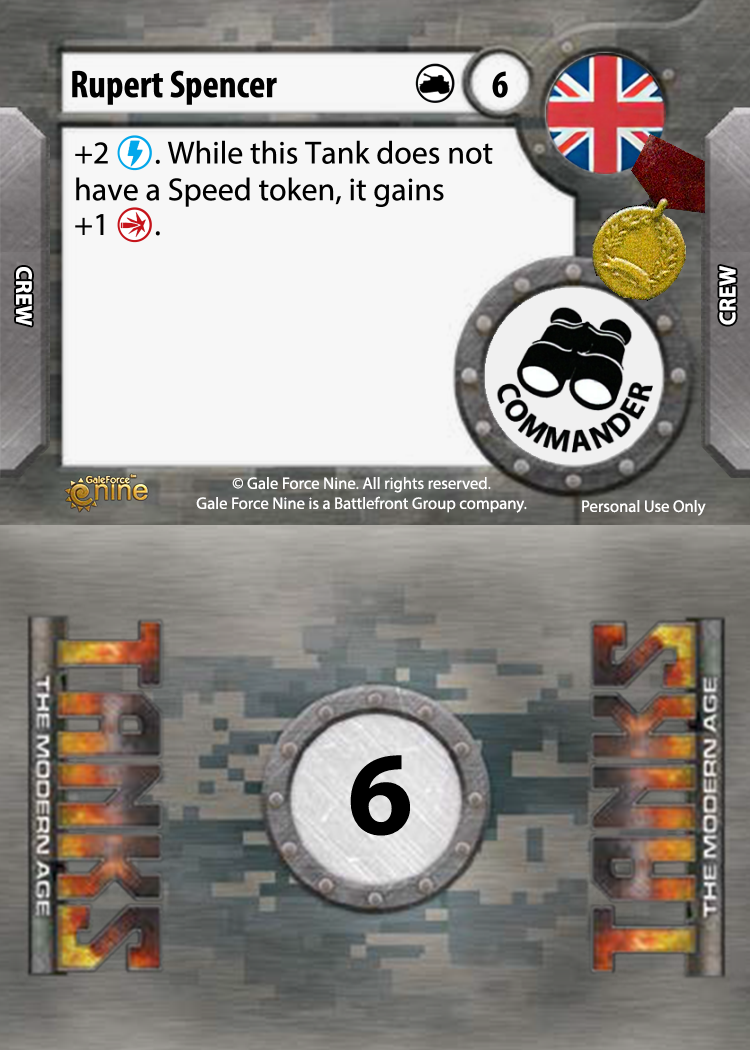 Rupert Spencer
6
+2 . While this Tank does not
have a Speed token, it gains
+1 .
CREW
CREW
COMMANDER
GaleForce™
nine
© Gale Force Nine. All rights reserved.
Gale Force Nine is a Battlefront Group company.
Personal Use Only
TANKS
THE MODERN AGE
6
TANKS
THE MODERN AGE